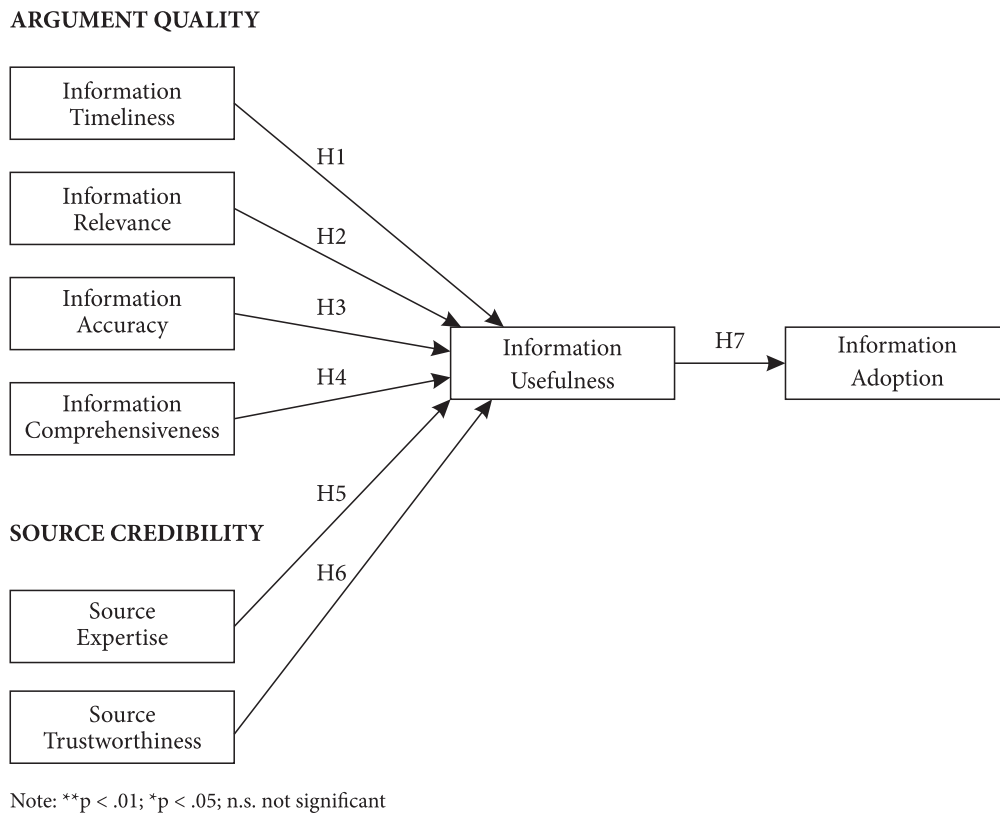 ARGUMENT QUALITY
Information
Timeliness
H1
Information
Relevance
H2
Information
Accuracy
H3
Information
Comprehensiveness
H4
Information
Usefulness
H7
Information
Adoption
H5
SOURCE CREDIBILITY
H6
Source
Expertise
Source
Trustworthiness
Note: **p < .01; *p < .05; n.s. not significant